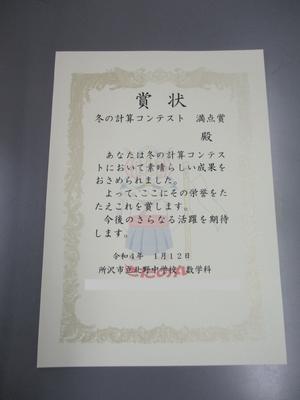 賞状
冬の計算コンテスト　満点賞
殿
あなたは冬の計算コンテス
トにおいて素晴らしい成果を
おさめられました。
よって、ここにその栄誉をた
たえこれを賞します。
今後のさらなる活躍を期待
します。
令和4年　1月12日
所沢市立北野中学校　数学科